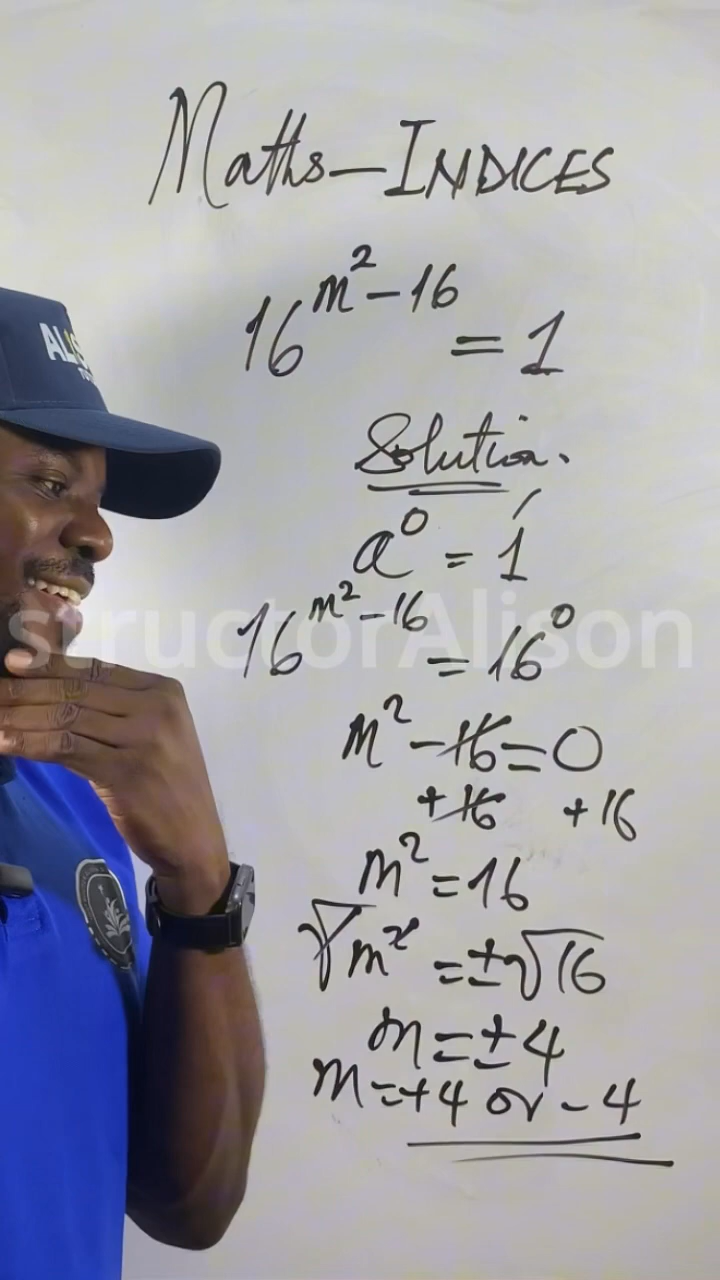 Maths – INDICES
16^(m²-16) = 1
Solution.
a⁰ = 1
16^(m²-16) = 16⁰
structorAlison
m² - 16 = 0
+16 +16
m² = 16
√m² = ±√16
m = ±4
m = +4 or -4